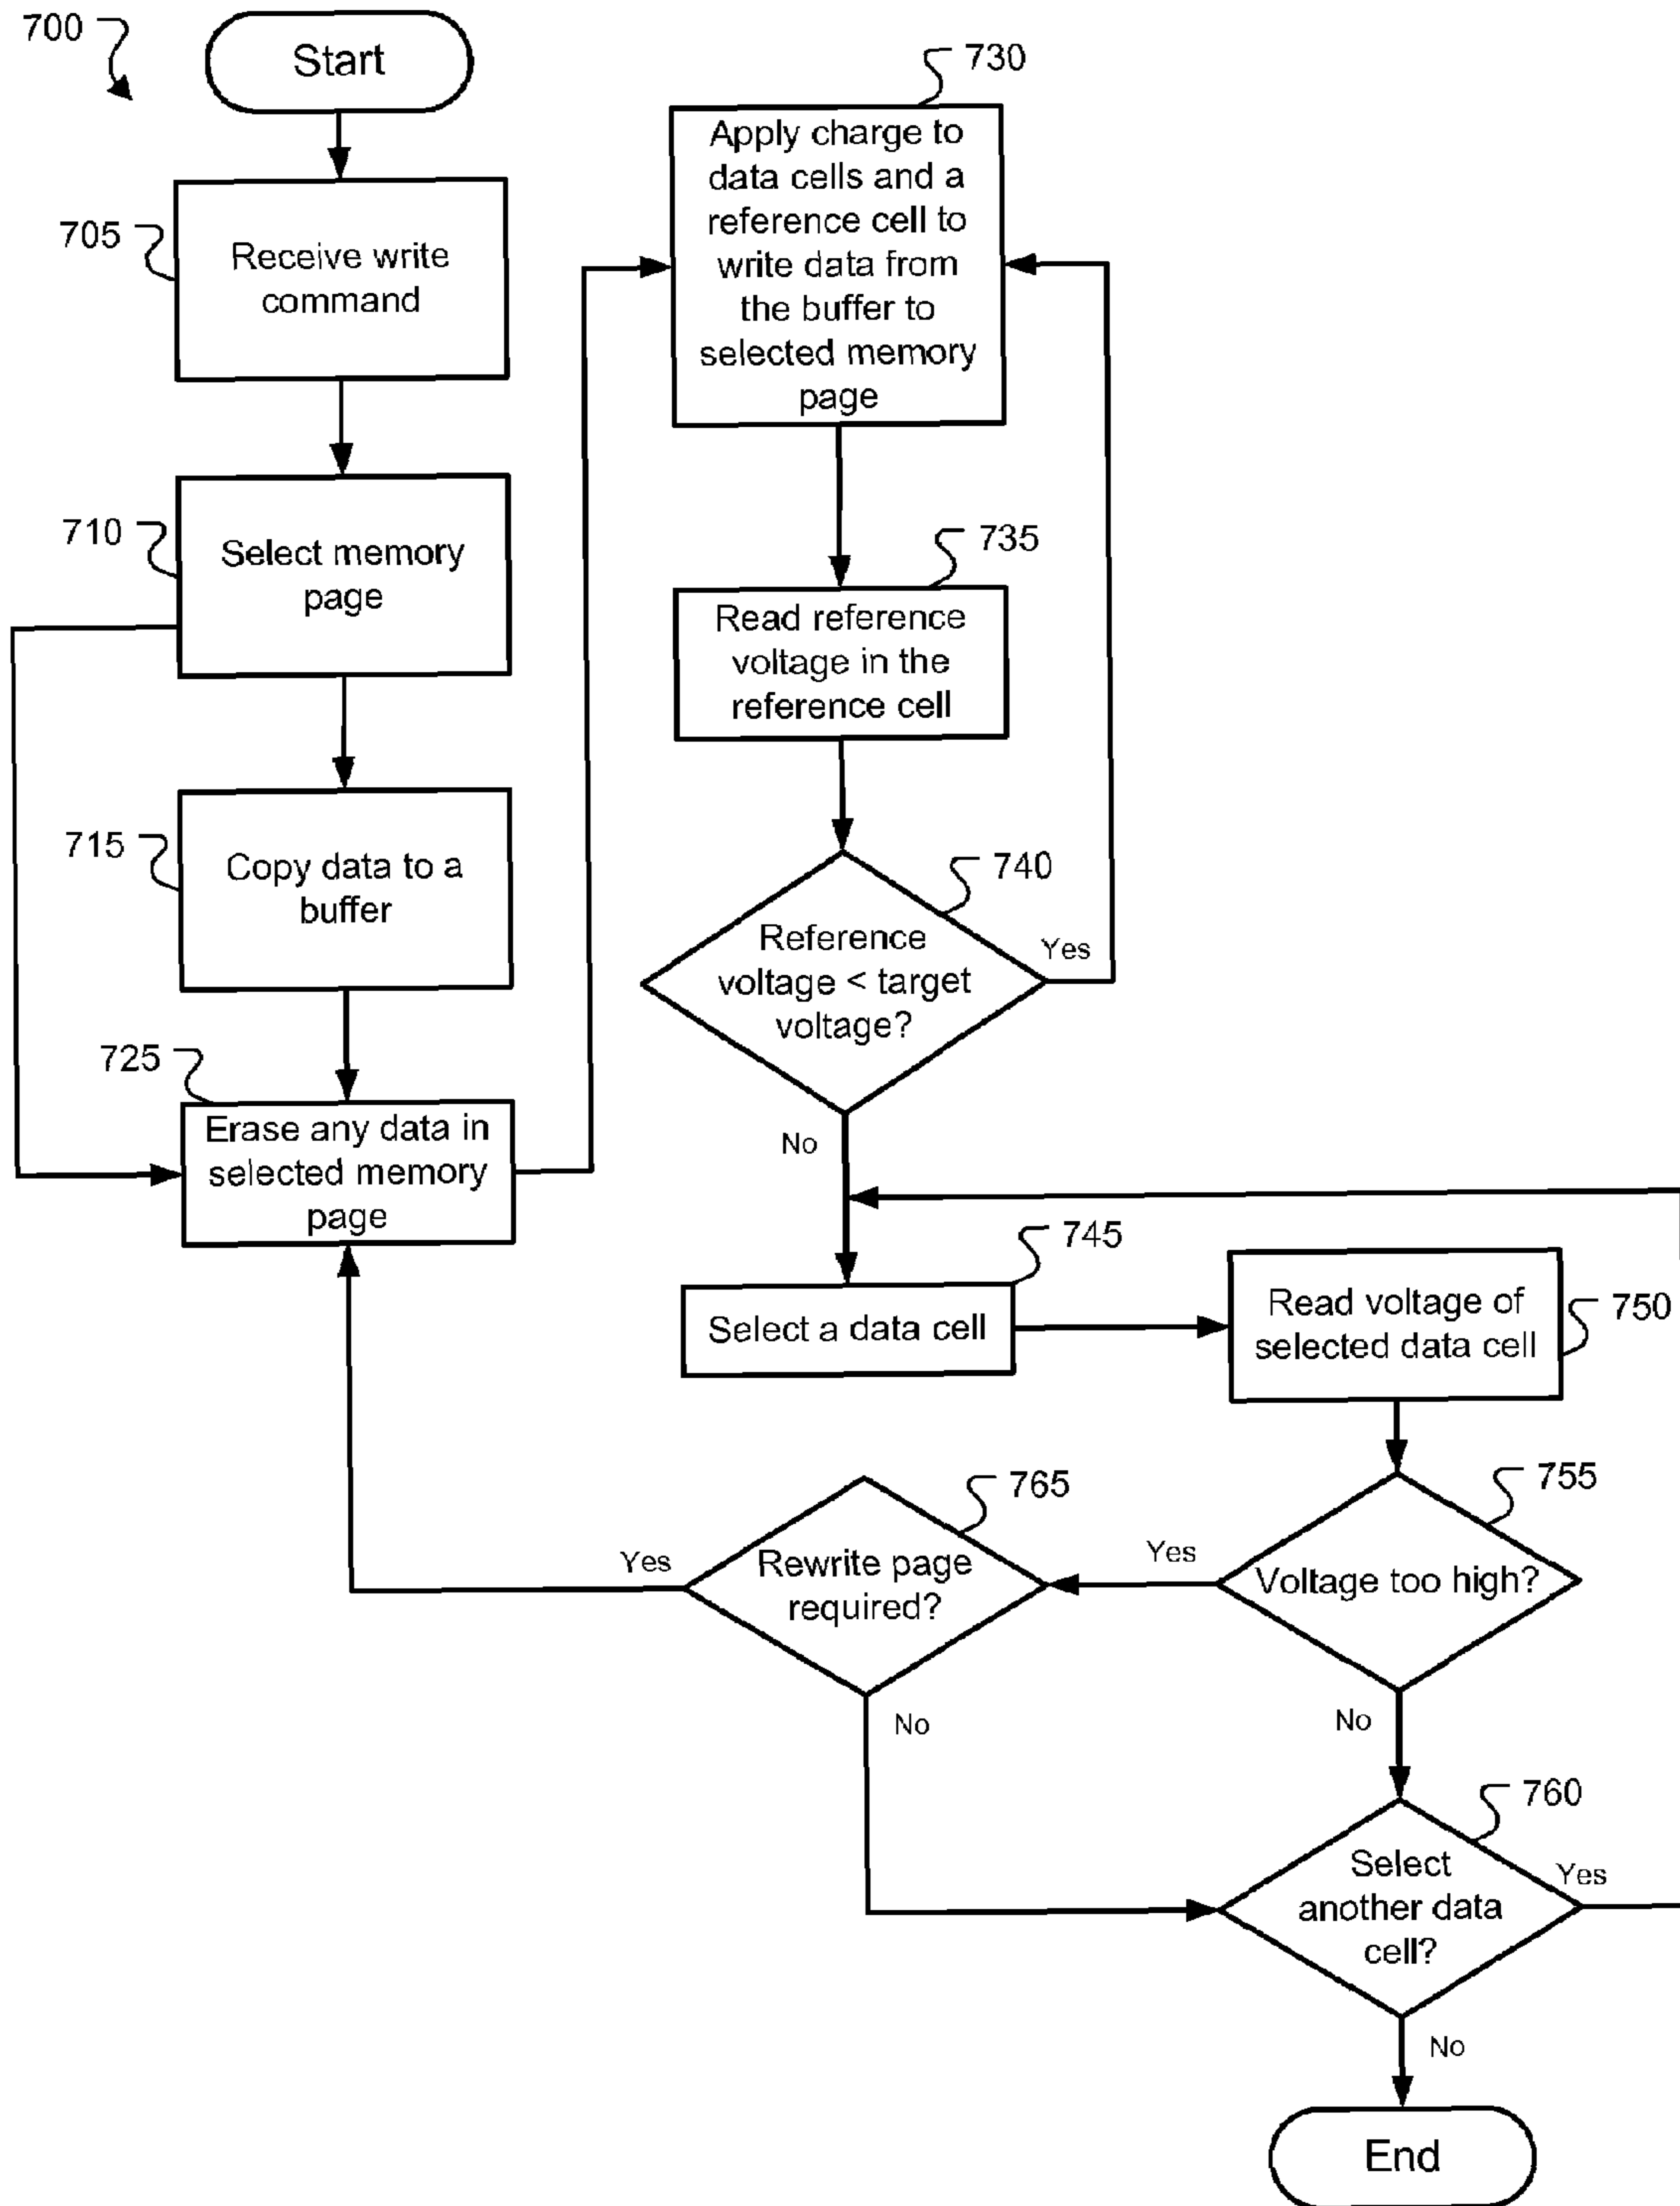 700
Start
705
Receive write
command
710
Select memory
page
715
Copy data to a
buffer
725
Erase any data in
selected memory
page
730
Apply charge to
data cells and a
reference cell to
write data from
the buffer to
selected memory
page
735
Read reference
voltage in the
reference cell
740
Reference
voltage < target
voltage?
Yes
No
745
Select a data cell
Read voltage of
selected data cell
750
755
Voltage too high?
Yes
No
765
Rewrite page
required?
Yes
No
760
Select
another data
cell?
Yes
No
End